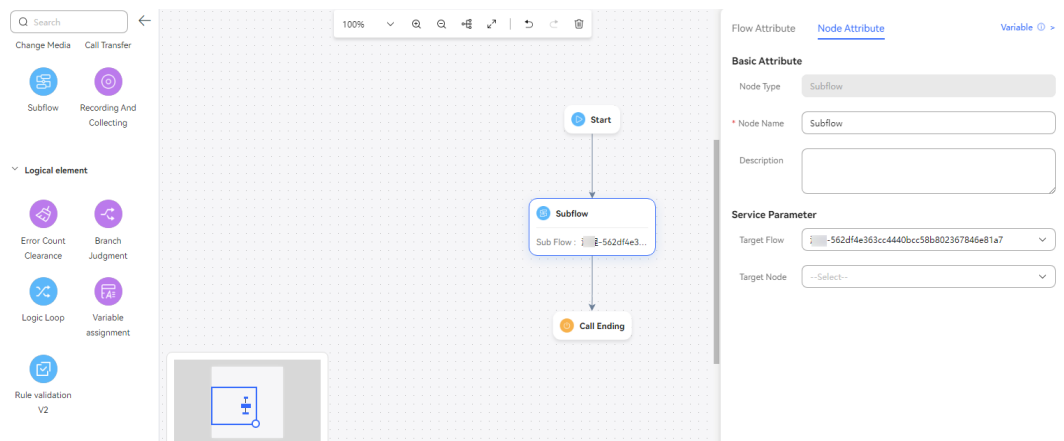 Search
Change Media
Call Transfer
Subflow
Recording And
Collecting
Logical element
Error Count
Clearance
Branch
Judgment
Logic Loop
Variable
assignment
Rule validation
V2
100%
Start
Subflow
Sub Flow :
-562df4e3...
Call Ending
Flow Attribute
Node Attribute
Variable
>
Basic Attribute
Node Type
Subflow
* Node Name
Subflow
Description
Service Parameter
Target Flow
-562df4e363cc4440bcc58b802367846e81a7
Target Node
--Select--